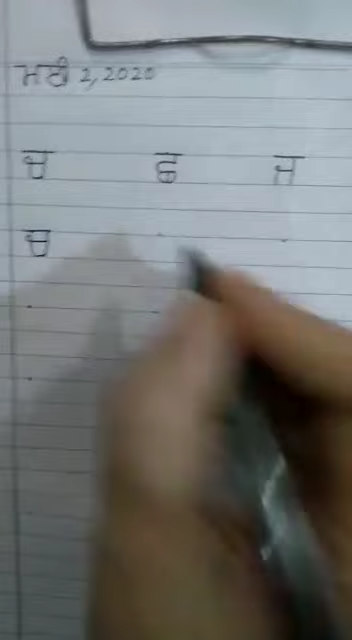 ਮਈ 2, 2020
ਚ ਛ ਜ
ਚ